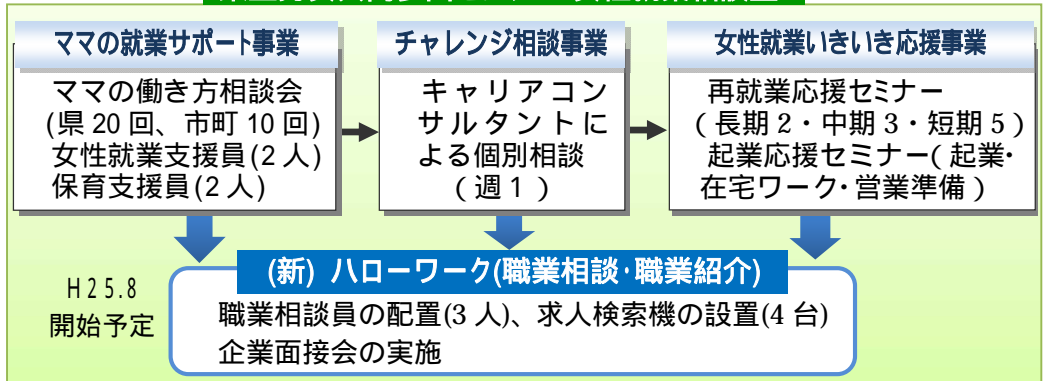 ママの就業サポート事業
ママの働き方相談会
(県 20 回、市町 10 回)
女性就業支援員(2 人)
保育支援員(2 人)
チャレンジ相談事業
キャリアコン
サルタントに
よる個別相談
(週 1 )
女性就業いきいき応援事業
再就業応援セミナー
( 長期 2・中期 3・短期 5 )
起業応援セミナー( 起業・
在宅ワーク・営業準備 )
(新) ハローワーク(職業相談・職業紹介)
H25.8
開始予定
職業相談員の配置(3 人)、求人検索機の設置(4 台)
企業面接会の実施